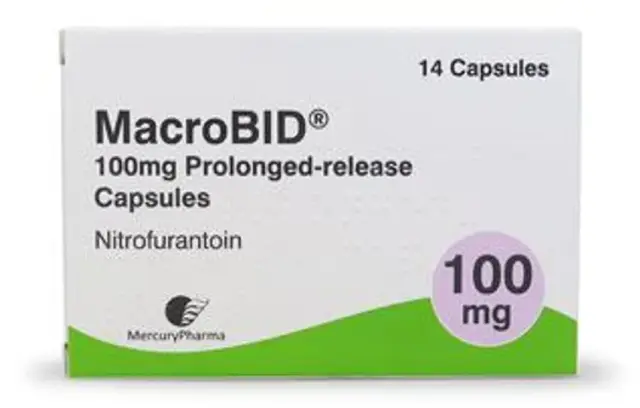 14 Capsules
MacroBID®
100mg Prolonged-release
Capsules
Nitrofurantoin
100
mg
MercuryPharma